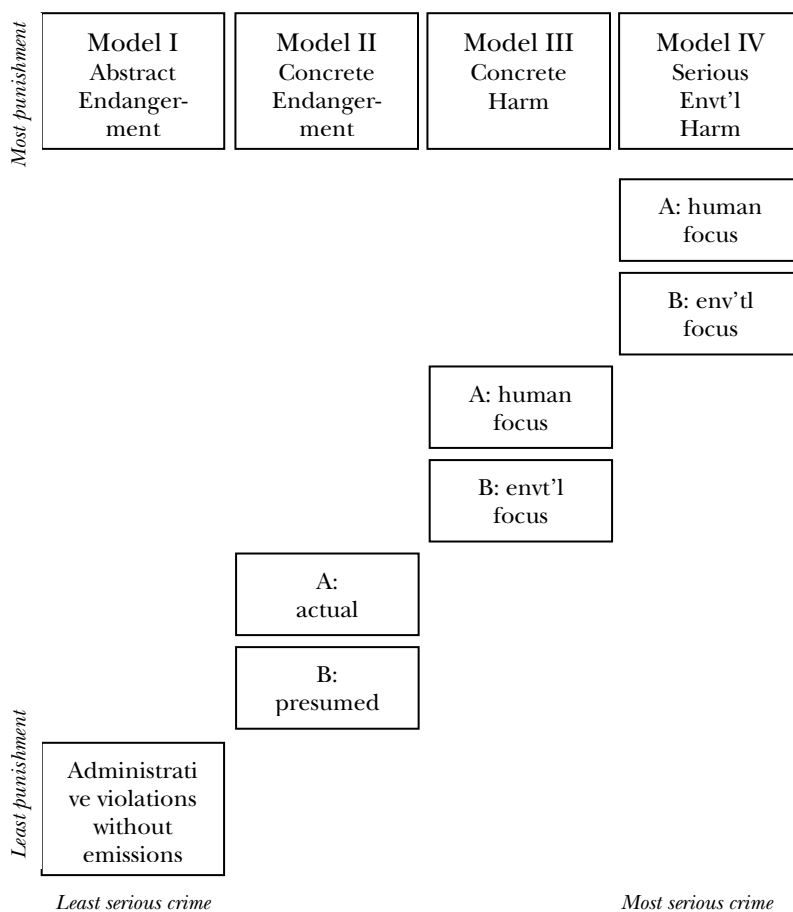 Most punishment
Model I
Abstract
Endanger-
ment
Model II
Concrete
Endanger-
ment
Model III
Concrete
Harm
Model IV
Serious
Envt’l
Harm
A: human
focus
B: env’tl
focus
A: human
focus
B: envt’l
focus
A:
actual
B:
presumed
Least punishment
Administrati
ve violations
without
emissions
Least serious crime
Most serious crime